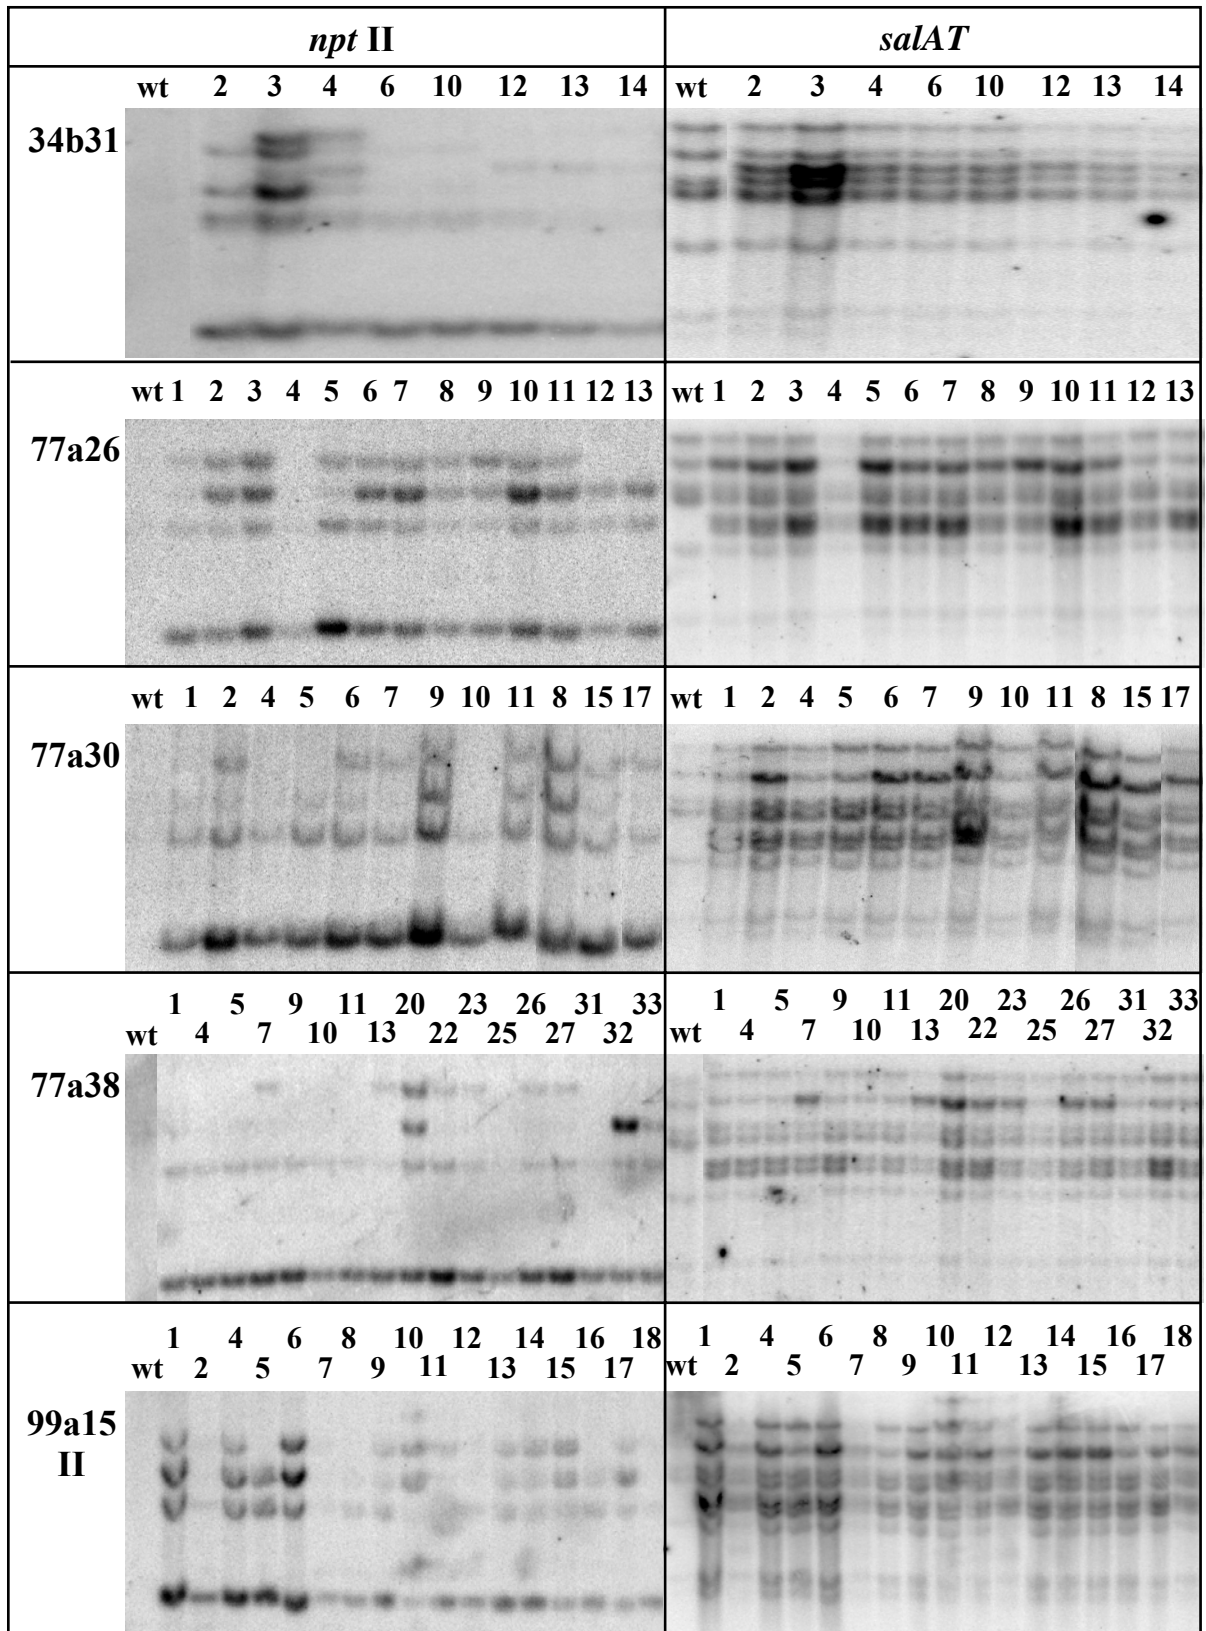 npt II salAT
wt 2 3 4 6 10 12 13 14 wt 2 3 4 6 10 12 13 14
34b31
wt 1 2 3 4 5 6 7 8 9 10 11 12 13 wt 1 2 3 4 5 6 7 8 9 10 11 12 13
77a26
wt 1 2 4 5 6 7 9 10 11 8 15 17 wt 1 2 4 5 6 7 9 10 11 8 15 17
77a30
1 5 9 11 20 23 26 31 33 1 5 9 11 20 23 26 31 33
wt 4 7 10 13 22 25 27 32 wt 4 7 10 13 22 25 27 32
77a38
1 4 6 8 10 12 14 16 18 1 4 6 8 10 12 14 16 18
wt 2 5 7 9 11 13 15 17 wt 2 5 7 9 11 13 15 17
99a15
II